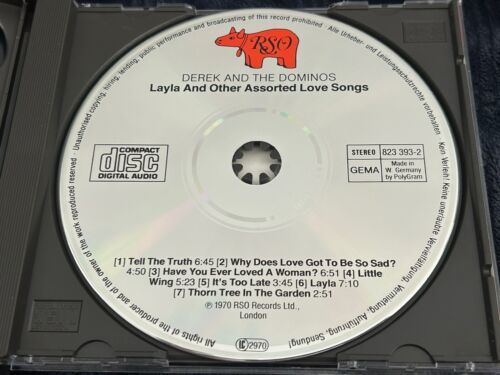 RSO
DEREK AND THE DOMINOS
Layla And Other Assorted Love Songs
COMPACT
disc
DIGITAL AUDIO
STEREO 823 393-2
GEMA
Made in
W. Germany
by PolyGram
[1] Tell The Truth 6:45 [2] Why Does Love Got To Be So Sad?
4:50 [3] Have You Ever Loved A Woman? 6:51 [4] Little
Wing 5:23 [5] It's Too Late 3:45 [6] Layla 7:10
[7] Thorn Tree In The Garden 2:51
℗ 1970 RSO Records Ltd.,
London
LC 2970
All rights of the producer and of the owner of the work reproduced reserved · Unauthorised copying, hiring, lending, public performance and broadcasting of this record prohibited · Alle Urheber- und Leistungsschutzrechte vorbehalten · Kein Verleih! Keine unerlaubte Vervielfältigung, Vermietung, Aufführung, Sendung!